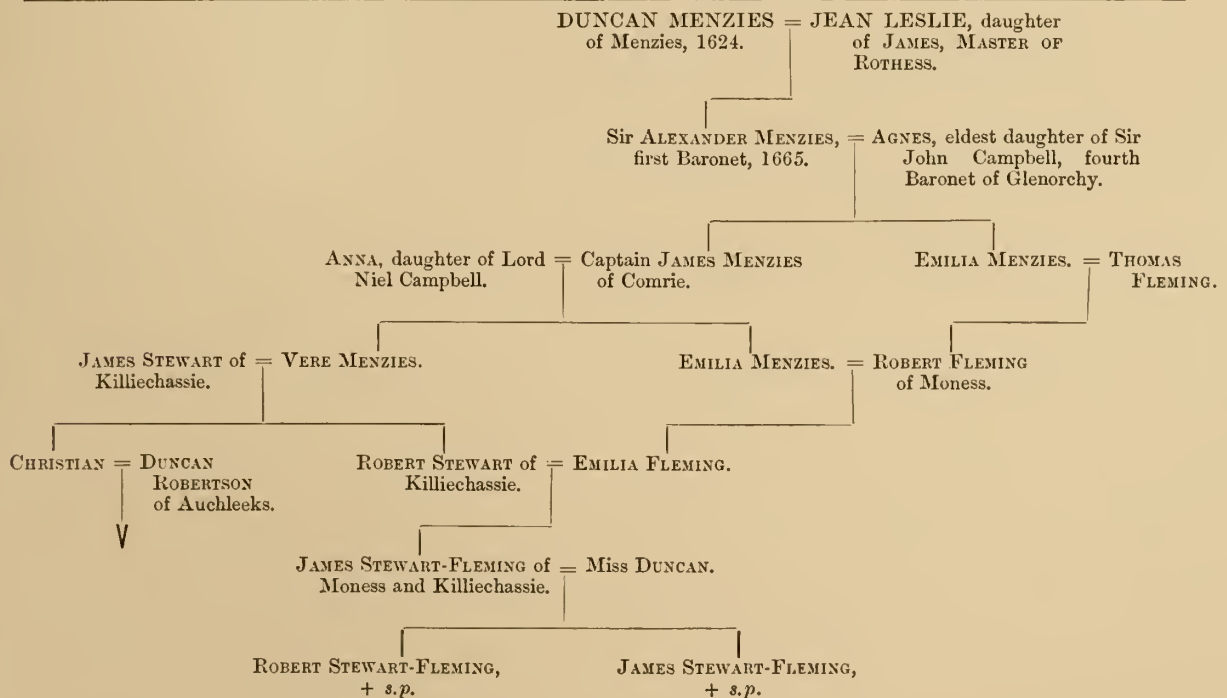 DUNCAN MENZIES = JEAN LESLIE, daughter
of Menzies, 1624. of JAMES, MASTER OF
ROTHESS.
Sir ALEXANDER MENZIES, = AGNES, eldest daughter of Sir
first Baronet, 1665. John Campbell, fourth
Baronet of Glenorchy.
ANNA, daughter of Lord = Captain JAMES MENZIES EMILIA MENZIES. = THOMAS
Niel Campbell. of Comrie. FLEMING.
JAMES STEWART of = VERE MENZIES. EMILIA MENZIES. = ROBERT FLEMING
Killiechassie. of Moness.
CHRISTIAN = DUNCAN ROBERT STEWART of = EMILIA FLEMING.
ROBERTSON Killiechassie.
of Auchleeks.
JAMES STEWART-FLEMING of = Miss DUNCAN.
Moness and Killiechassie.
ROBERT STEWART-FLEMING, JAMES STEWART-FLEMING,
+ s.p. + s.p.